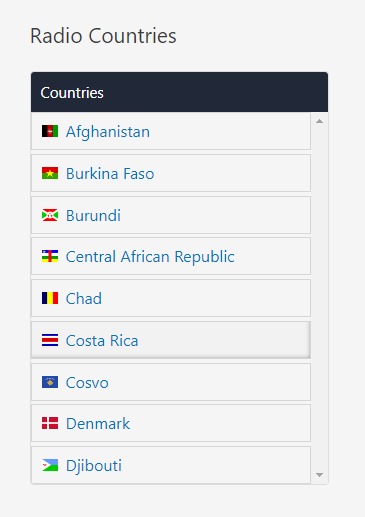 Radio Countries
Countries
Afghanistan
Burkina Faso
Burundi
Central African Republic
Chad
Costa Rica
Cosvo
Denmark
Djibouti